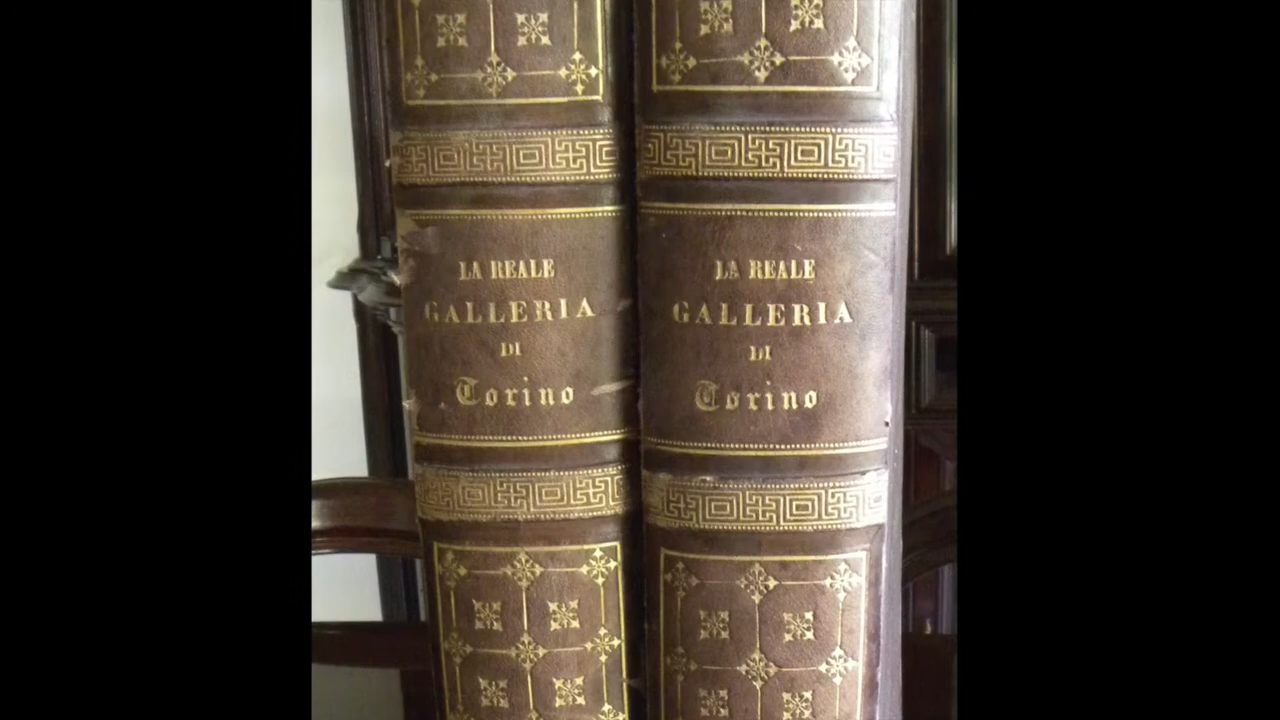 LA REALE
GALLERIA
DI
Torino
LA REALE
GALLERIA
DI
Torino